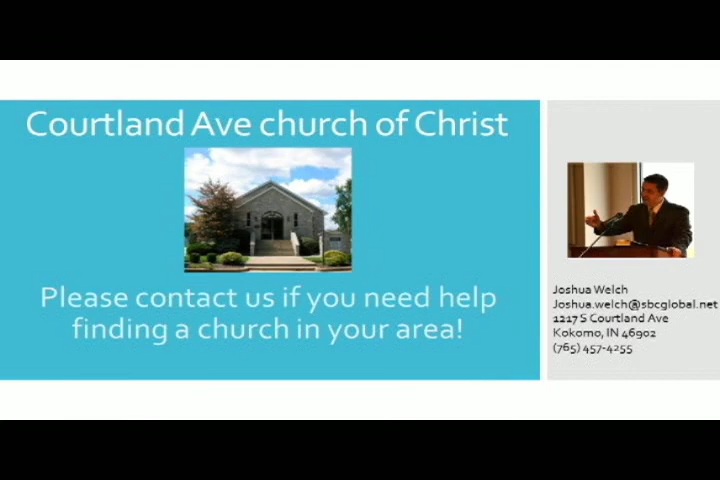 Courtland Ave church of Christ
Please contact us if you need help
finding a church in your area!
Joshua Welch
Joshua.welch@sbcglobal.net
1217 S Courtland Ave
Kokomo, IN 46902
(765) 457-4255